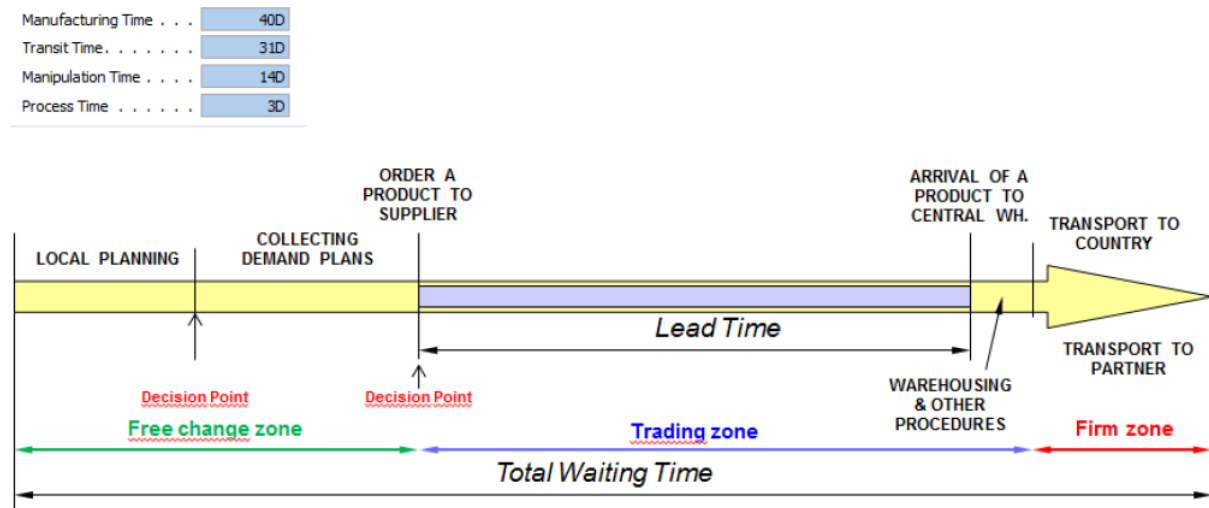 Manufacturing Time . . . 40D
Transit Time. . . . . . . 31D
Manipulation Time . . . . 14D
Process Time . . . . . . 3D
ORDER A
PRODUCT TO
SUPPLIER
ARRIVAL OF A
PRODUCT TO
CENTRAL WH.
LOCAL PLANNING
COLLECTING
DEMAND PLANS
TRANSPORT TO
COUNTRY
Lead Time
TRANSPORT TO
PARTNER
Decision Point
Decision Point
WAREHOUSING
& OTHER
PROCEDURES
Free change zone
Trading zone
Firm zone
Total Waiting Time